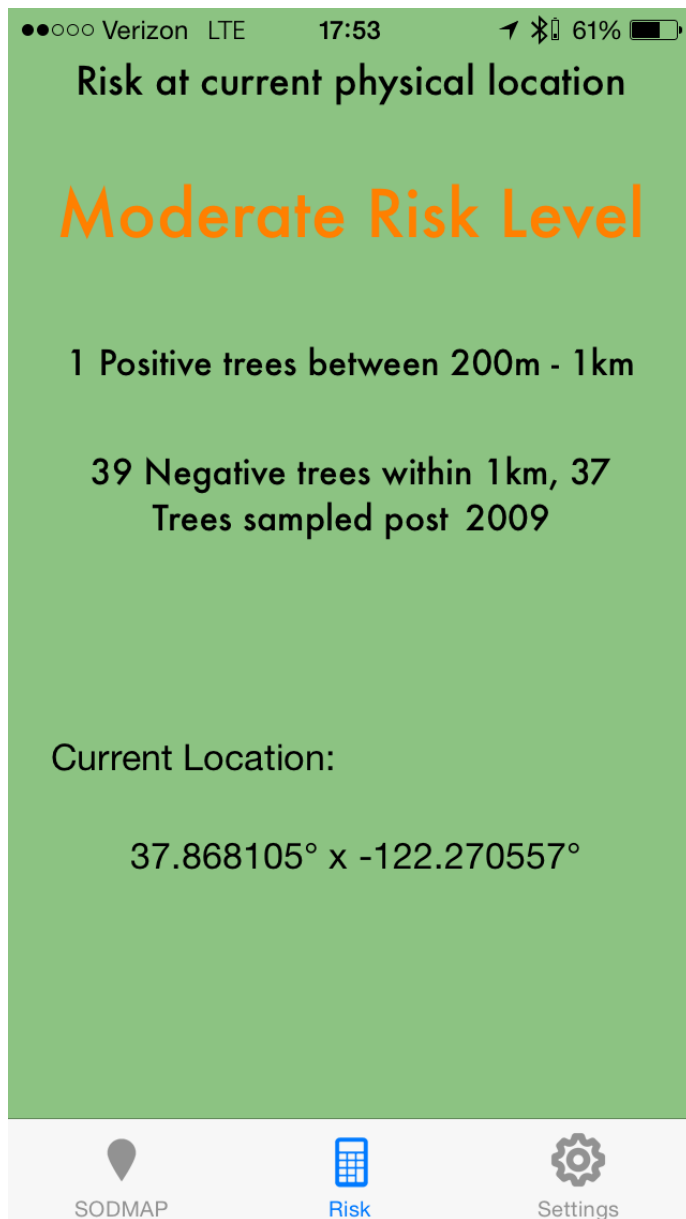 Verizon LTE 17:53 61%
Risk at current physical location
Moderate Risk Level
1 Positive trees between 200m - 1km
39 Negative trees within 1km, 37
Trees sampled post 2009
Current Location:
37.868105° x -122.270557°
SODMAP Risk Settings